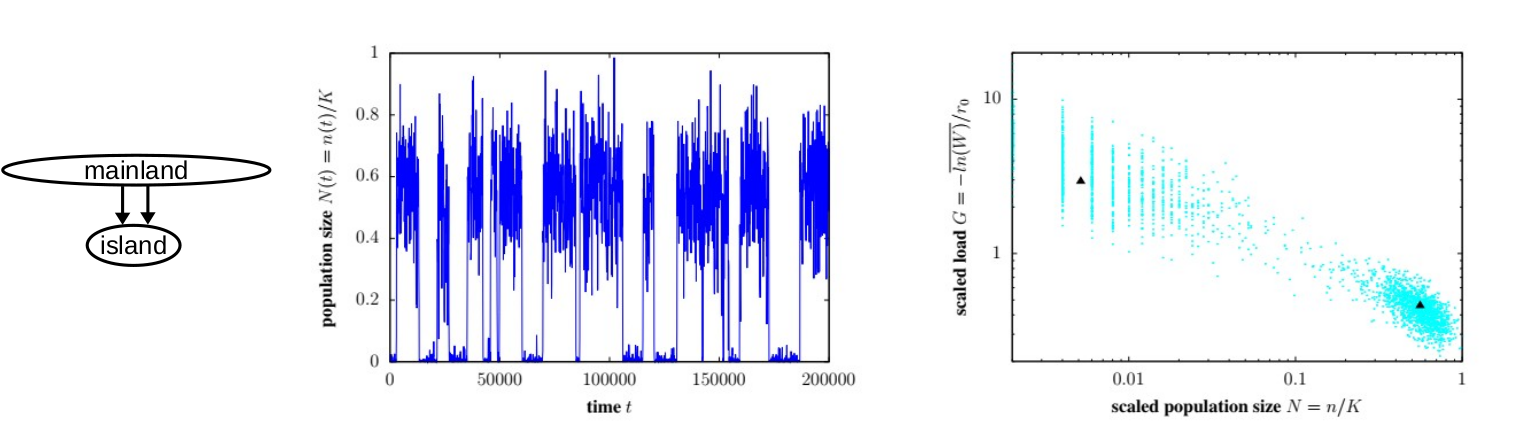 mainland
island
population size N(t) = n(t)/K
1
0.8
0.6
0.4
0.2
0
0 50000 100000 150000 200000
time t
scaled load G = −ln(W)/r₀
10
1
0.01 0.1 1
scaled population size N = n/K